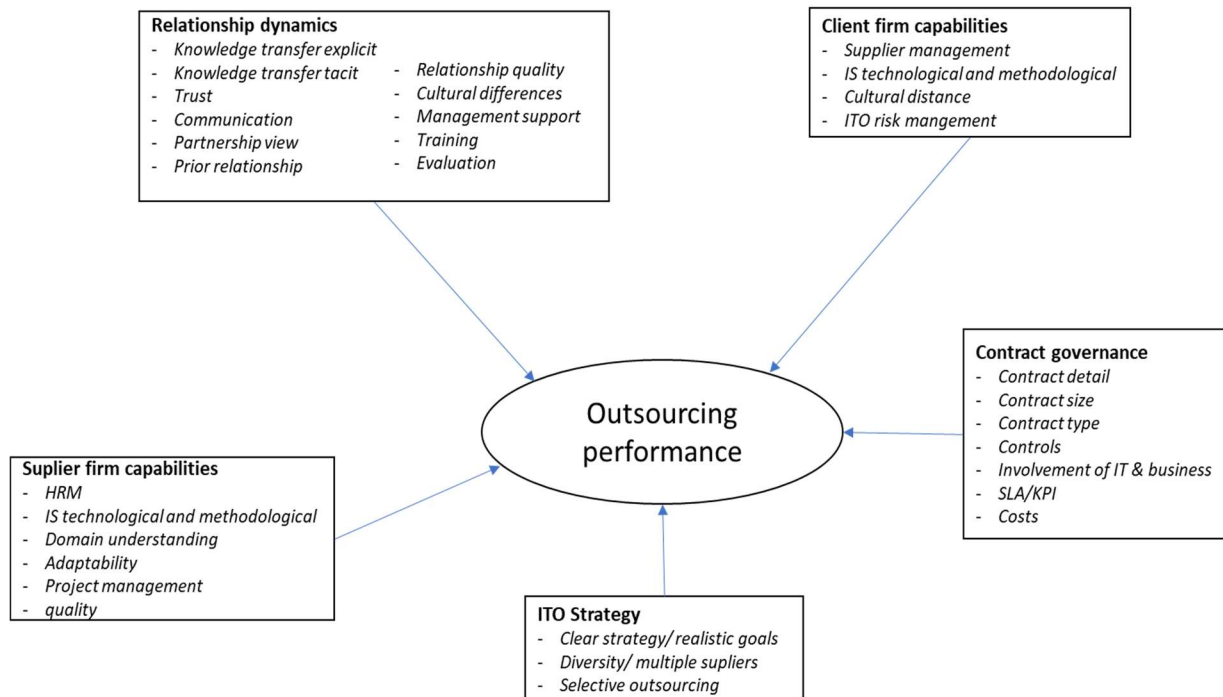 Relationship dynamics
- Knowledge transfer explicit
- Knowledge transfer tacit
- Trust
- Communication
- Partnership view
- Prior relationship
- Relationship quality
- Cultural differences
- Management support
- Training
- Evaluation
Client firm capabilities
- Supplier management
- IS technological and methodological
- Cultural distance
- ITO risk mangement
Outsourcing
performance
Contract governance
- Contract detail
- Contract size
- Contract type
- Controls
- Involvement of IT & business
- SLA/KPI
- Costs
Suplier firm capabilities
- HRM
- IS technological and methodological
- Domain understanding
- Adaptability
- Project management
- quality
ITO Strategy
- Clear strategy/ realistic goals
- Diversity/ multiple supliers
- Selective outsourcing